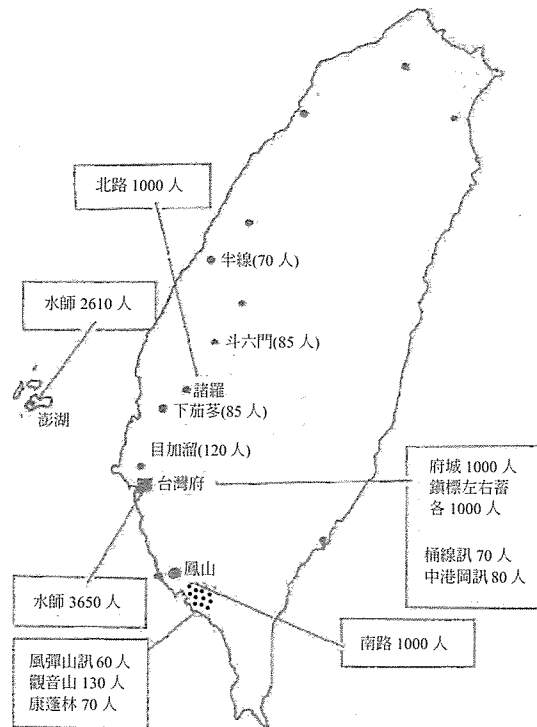 北路 1000 人
半線(70 人)
水師 2610 人
斗六門(85 人)
諸羅
下茄苳(85 人)
澎湖
目加溜(120 人)
台灣府
府城 1000 人
鎮標左右蓄
各 1000 人
桶線訊 70 人
中港岡訊 80 人
鳳山
水師 3650 人
南路 1000 人
風彈山訊 60 人
觀音山 130 人
康蓬林 70 人